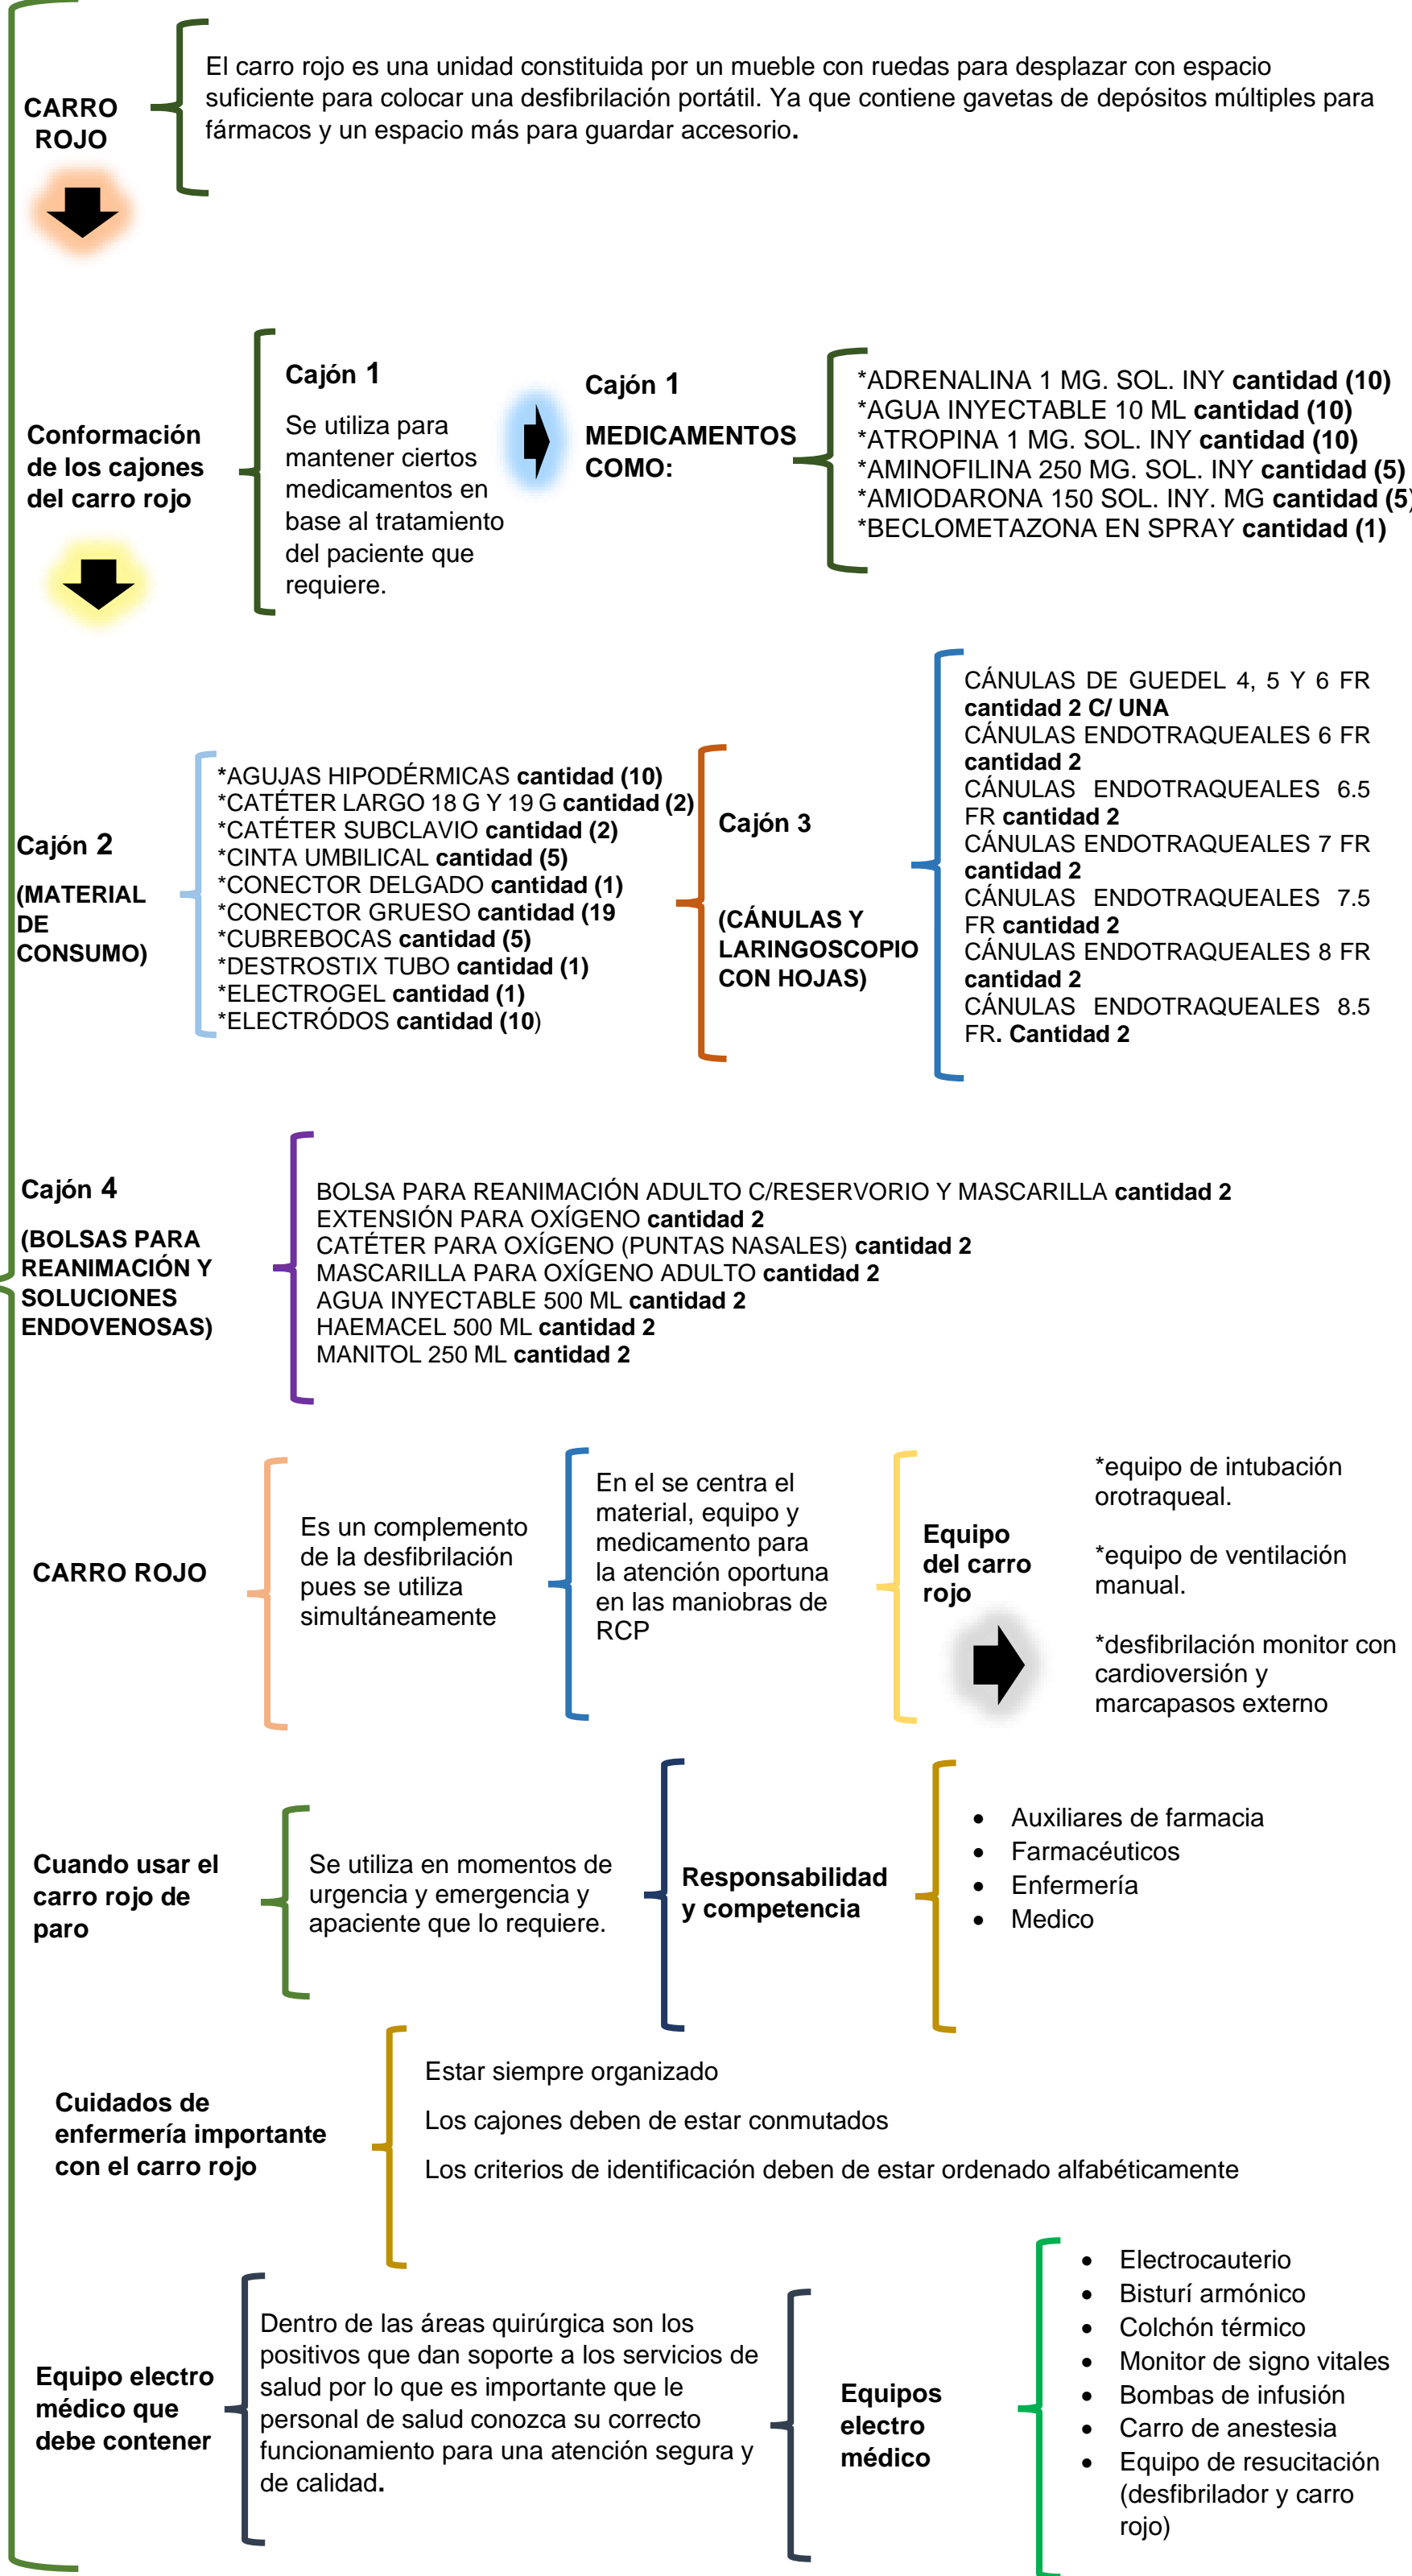 CARRO
ROJO
El carro rojo es una unidad constituida por un mueble con ruedas para desplazar con espacio
suficiente para colocar una desfibrilación portátil. Ya que contiene gavetas de depósitos múltiples para
fármacos y un espacio más para guardar accesorio.
Conformación
de los cajones
del carro rojo
Cajón 1
Se utiliza para
mantener ciertos
medicamentos en
base al tratamiento
del paciente que
requiere.
Cajón 1
MEDICAMENTOS
COMO:
*ADRENALINA 1 MG. SOL. INY cantidad (10)
*AGUA INYECTABLE 10 ML cantidad (10)
*ATROPINA 1 MG. SOL. INY cantidad (10)
*AMINOFILINA 250 MG. SOL. INY cantidad (5)
*AMIODARONA 150 SOL. INY. MG cantidad (5)
*BECLOMETAZONA EN SPRAY cantidad (1)
Cajón 2
(MATERIAL
DE
CONSUMO)
*AGUJAS HIPODÉRMICAS cantidad (10)
*CATÉTER LARGO 18 G Y 19 G cantidad (2)
*CATÉTER SUBCLAVIO cantidad (2)
*CINTA UMBILICAL cantidad (5)
*CONECTOR DELGADO cantidad (1)
*CONECTOR GRUESO cantidad (19
*CUBREBOCAS cantidad (5)
*DESTROSTIX TUBO cantidad (1)
*ELECTROGEL cantidad (1)
*ELECTRÓDOS cantidad (10)
Cajón 3
(CÁNULAS Y
LARINGOSCOPIO
CON HOJAS)
CÁNULAS DE GUEDEL 4, 5 Y 6 FR
cantidad 2 C/ UNA
CÁNULAS ENDOTRAQUEALES 6 FR
cantidad 2
CÁNULAS ENDOTRAQUEALES 6.5
FR cantidad 2
CÁNULAS ENDOTRAQUEALES 7 FR
cantidad 2
CÁNULAS ENDOTRAQUEALES 7.5
FR cantidad 2
CÁNULAS ENDOTRAQUEALES 8 FR
cantidad 2
CÁNULAS ENDOTRAQUEALES 8.5
FR. Cantidad 2
Cajón 4
(BOLSAS PARA
REANIMACIÓN Y
SOLUCIONES
ENDOVENOSAS)
BOLSA PARA REANIMACIÓN ADULTO C/RESERVORIO Y MASCARILLA cantidad 2
EXTENSIÓN PARA OXÍGENO cantidad 2
CATÉTER PARA OXÍGENO (PUNTAS NASALES) cantidad 2
MASCARILLA PARA OXÍGENO ADULTO cantidad 2
AGUA INYECTABLE 500 ML cantidad 2
HAEMACEL 500 ML cantidad 2
MANITOL 250 ML cantidad 2
CARRO ROJO
Es un complemento
de la desfibrilación
pues se utiliza
simultáneamente
En el se centra el
material, equipo y
medicamento para
la atención oportuna
en las maniobras de
RCP
Equipo
del carro
rojo
*equipo de intubación
orotraqueal.
*equipo de ventilación
manual.
*desfibrilación monitor con
cardioversión y
marcapasos externo
Cuando usar el
carro rojo de
paro
Se utiliza en momentos de
urgencia y emergencia y
apaciente que lo requiere.
Responsabilidad
y competencia
• Auxiliares de farmacia
• Farmacéuticos
• Enfermería
• Medico
Cuidados de
enfermería importante
con el carro rojo
Estar siempre organizado
Los cajones deben de estar conmutados
Los criterios de identificación deben de estar ordenado alfabéticamente
Equipo electro
médico que
debe contener
Dentro de las áreas quirúrgica son los
positivos que dan soporte a los servicios de
salud por lo que es importante que le
personal de salud conozca su correcto
funcionamiento para una atención segura y
de calidad.
Equipos
electro
médico
• Electrocauterio
• Bisturí armónico
• Colchón térmico
• Monitor de signo vitales
• Bombas de infusión
• Carro de anestesia
• Equipo de resucitación
(desfibrilador y carro
rojo)